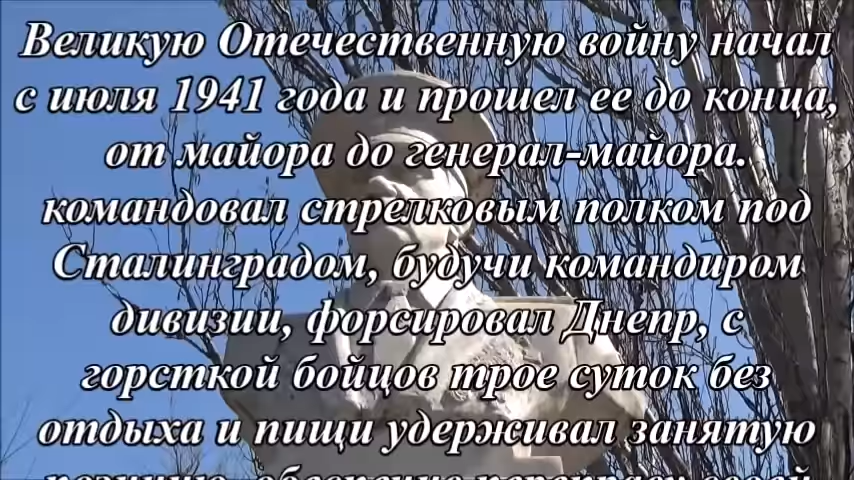 Великую Отечественную войну начал
с июля 1941 года и прошел ее до конца,
от майора до генерал-майора.
командовал стрелковым полком под
Сталинградом, будучи командиром
дивизии, форсировал Днепр, с
горсткой бойцов трое суток без
отдыха и пищи удерживал занятую